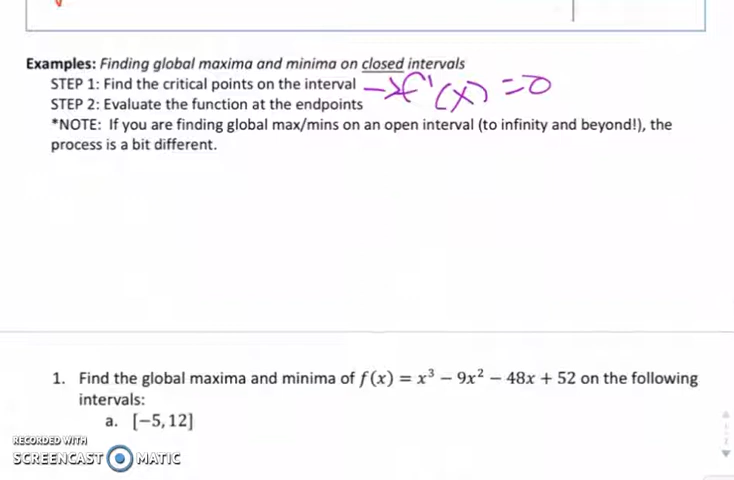 Examples: Finding global maxima and minima on closed intervals
STEP 1: Find the critical points on the interval → f'(x) = 0
STEP 2: Evaluate the function at the endpoints
*NOTE: If you are finding global max/mins on an open interval (to infinity and beyond!), the
process is a bit different.
1. Find the global maxima and minima of f(x) = x³ − 9x² − 48x + 52 on the following
intervals:
a. [−5, 12]
RECORDED WITH
SCREENCAST MATIC